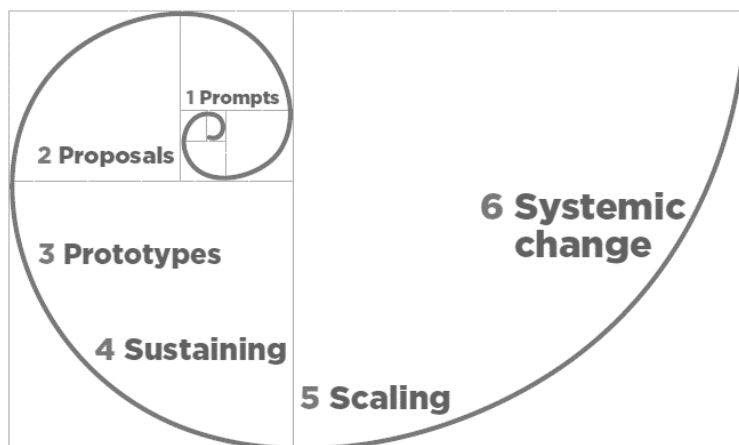 1 Prompts
2 Proposals
3 Prototypes
4 Sustaining
5 Scaling
6 Systemic
change